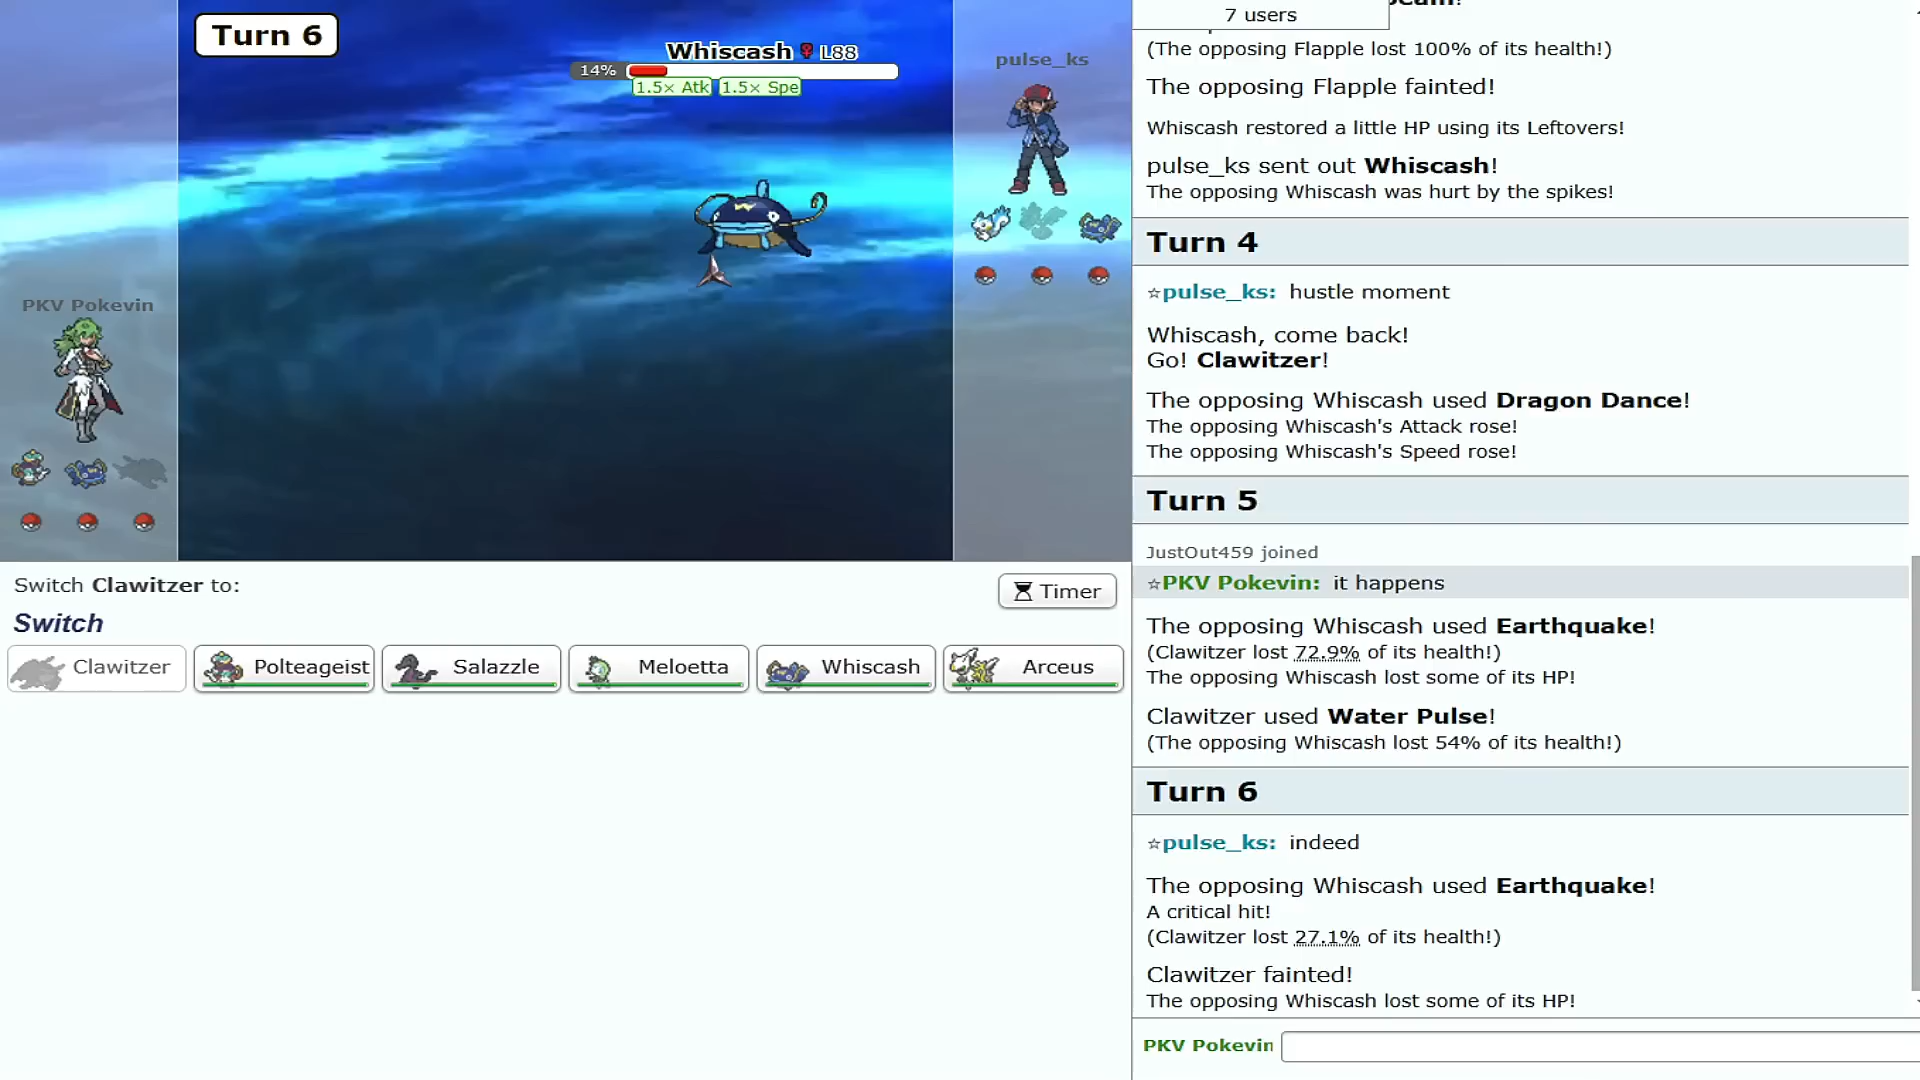 Turn 6
Whiscash L88
14%
1.5× Atk 1.5× Spe
pulse_ks
PKV Pokevin
Switch Clawitzer to:
Timer
Switch
Clawitzer
Polteageist
Salazzle
Meloetta
Whiscash
Arceus
7 users
(The opposing Flapple lost 100% of its health!)
The opposing Flapple fainted!
Whiscash restored a little HP using its Leftovers!
pulse_ks sent out Whiscash!
The opposing Whiscash was hurt by the spikes!
Turn 4
☆pulse_ks: hustle moment
Whiscash, come back!
Go! Clawitzer!
The opposing Whiscash used Dragon Dance!
The opposing Whiscash's Attack rose!
The opposing Whiscash's Speed rose!
Turn 5
JustOut459 joined
☆PKV Pokevin: it happens
The opposing Whiscash used Earthquake!
(Clawitzer lost 72.9% of its health!)
The opposing Whiscash lost some of its HP!
Clawitzer used Water Pulse!
(The opposing Whiscash lost 54% of its health!)
Turn 6
☆pulse_ks: indeed
The opposing Whiscash used Earthquake!
A critical hit!
(Clawitzer lost 27.1% of its health!)
Clawitzer fainted!
The opposing Whiscash lost some of its HP!
PKV Pokevin